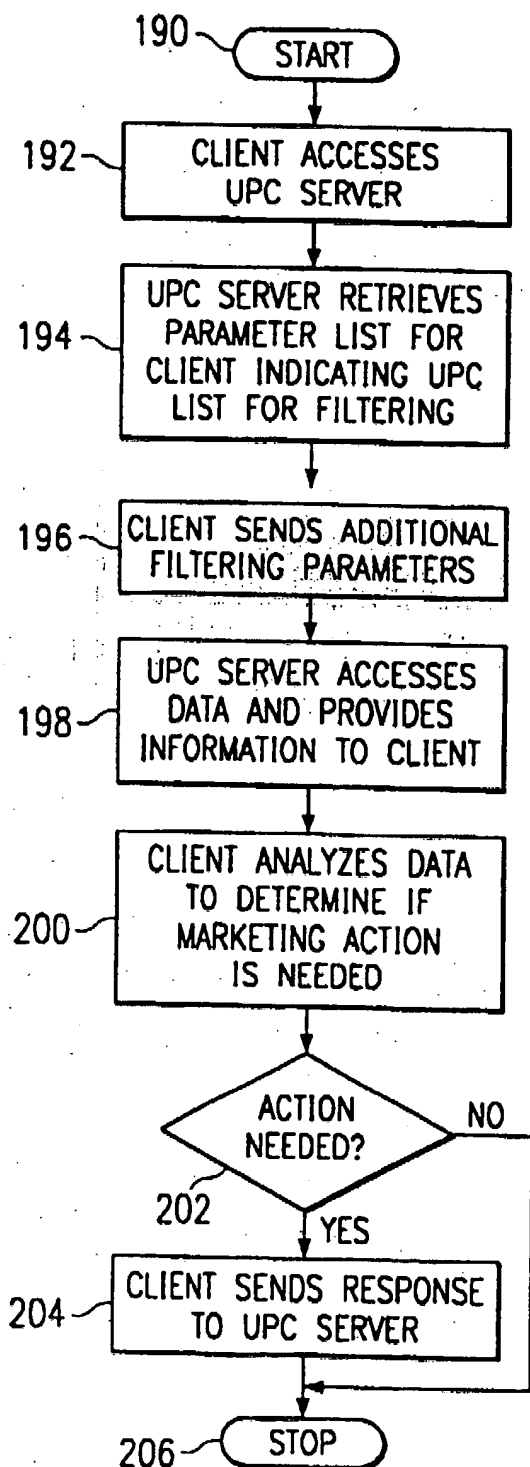 190
START
192
CLIENT ACCESSES
UPC SERVER
194
UPC SERVER RETRIEVES
PARAMETER LIST FOR
CLIENT INDICATING UPC
LIST FOR FILTERING
196
CLIENT SENDS ADDITIONAL
FILTERING PARAMETERS
198
UPC SERVER ACCESSES
DATA AND PROVIDES
INFORMATION TO CLIENT
200
CLIENT ANALYZES DATA
TO DETERMINE IF
MARKETING ACTION
IS NEEDED
ACTION
NEEDED?
NO
202
YES
204
CLIENT SENDS RESPONSE
TO UPC SERVER
206
STOP